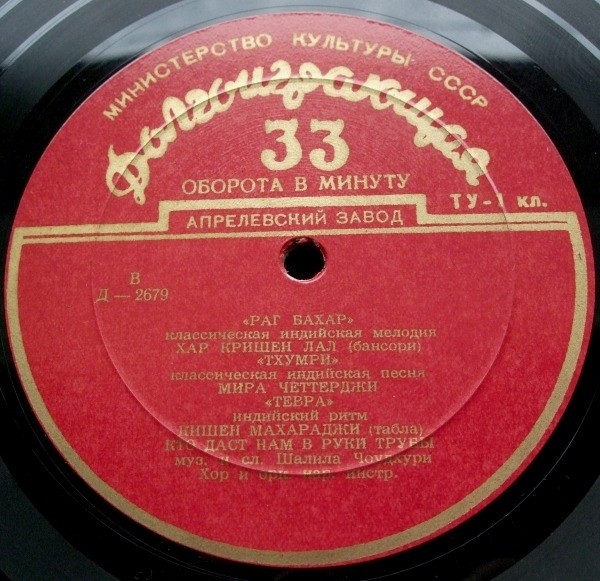 МИНИСТЕРСТВО КУЛЬТУРЫ СССР
Долгоиграющая
33
ОБОРОТА В МИНУТУ
ТУ-1 кл.
АПРЕЛЕВСКИЙ ЗАВОД
В
Д — 2679
«РАГ БАХАР»
классическая индийская мелодия
ХАР КРИШЕН ЛАЛ (бансори)
«ТХУМРИ»
классическая индийская песня
МИРА ЧЕТТЕРДЖИ
«ТЕВРА»
индийский ритм
КИШЕН МАХАРАДЖИ (табла)
КТО ДАСТ НАМ В РУКИ ТРУБЫ
муз. и сл. Шалила Чоудхури
Хор и орк. нар. инстр.